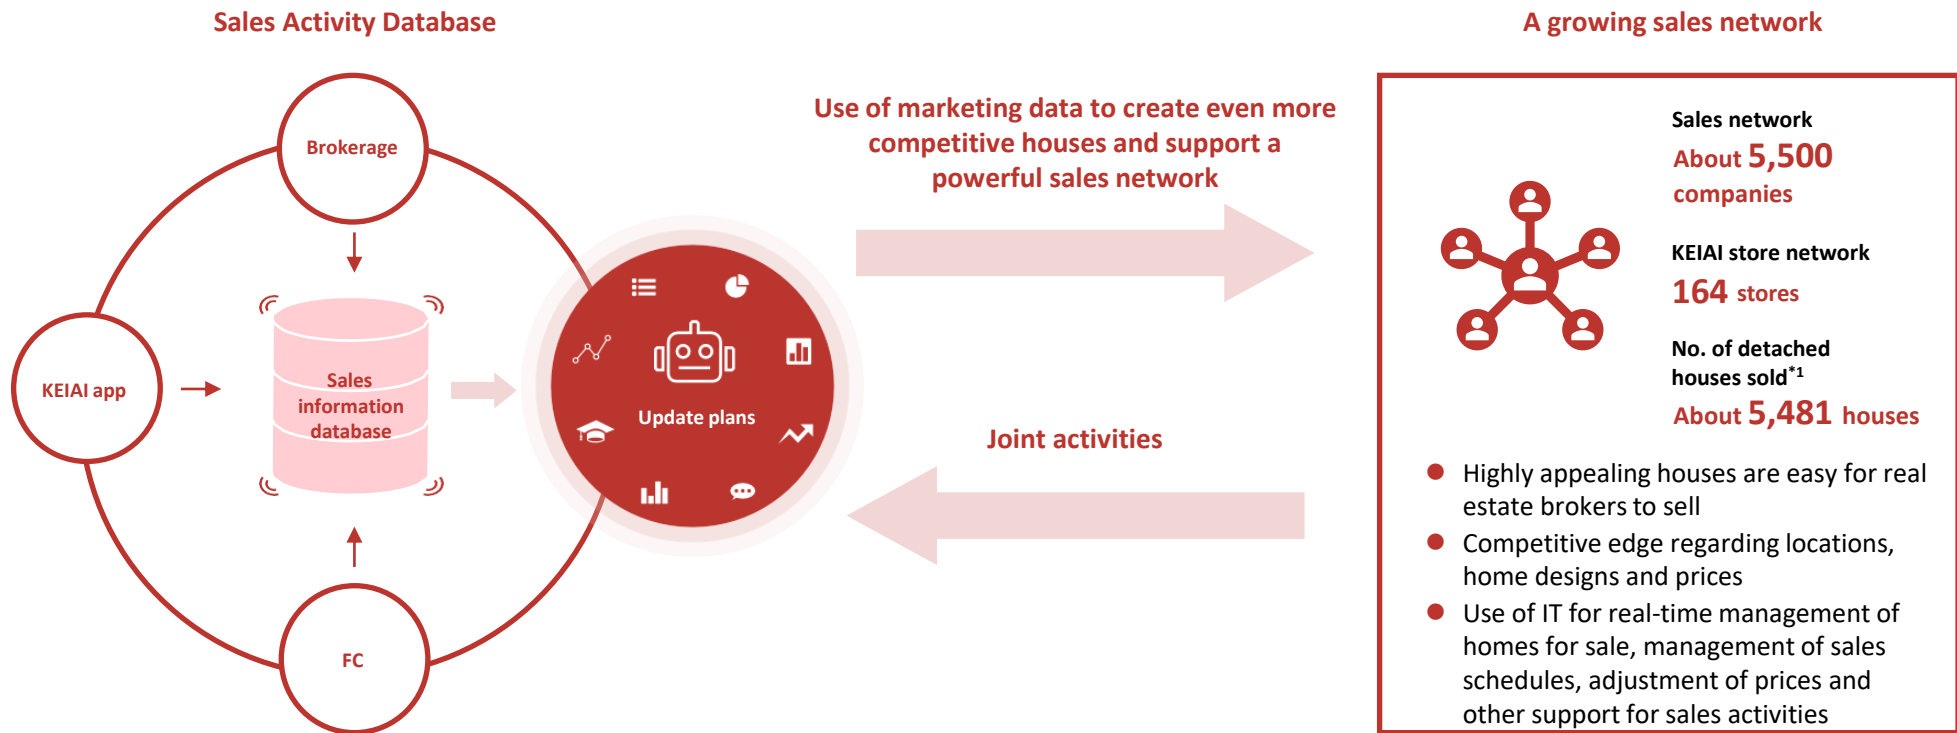 Sales Activity Database
Brokerage
KEIAI app
Sales
information
database
FC
Update plans
Use of marketing data to create even more
competitive houses and support a
powerful sales network
Joint activities
A growing sales network
Sales network
About 5,500
companies
KEIAI store network
164 stores
No. of detached
houses sold*1
About 5,481 houses
● Highly appealing houses are easy for real
estate brokers to sell
● Competitive edge regarding locations,
home designs and prices
● Use of IT for real-time management of
homes for sale, management of sales
schedules, adjustment of prices and
other support for sales activities